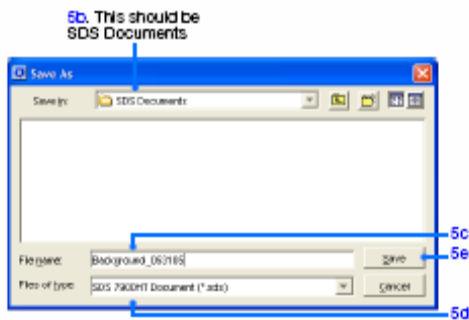 5b. This should be
SDS Documents
Save As
Save in:
SDS Documents
5c
File name:
Background_053105
Save
5e
Files of type:
SDS 7900HT Document (*.sds)
Cancel
5d